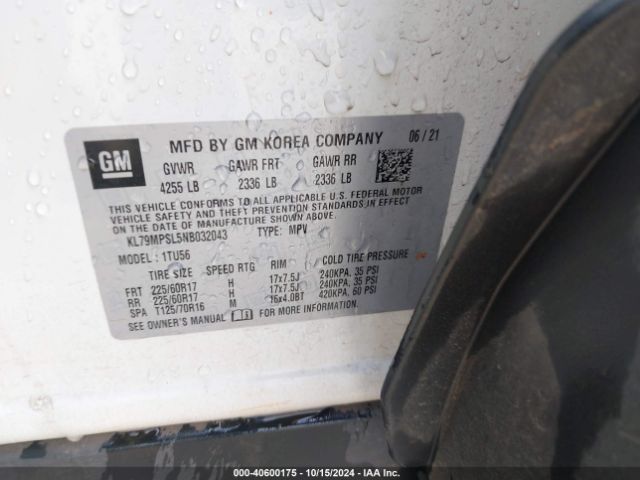 GM
MFD BY GM KOREA COMPANY 06 / 21
GVWR GAWR FRT GAWR RR
4255 LB 2336 LB 2336 LB
THIS VEHICLE CONFORMS TO ALL APPLICABLE U.S. FEDERAL MOTOR
VEHICLE SAFETY AND THEFT PREVENTION STANDARDS IN EFFECT
ON THE DATE OF MANUFACTURE SHOWN ABOVE.
KL79MPSL5NB032043 TYPE: MPV
MODEL: 1TU56
TIRE SIZE SPEED RTG RIM COLD TIRE PRESSURE
FRT 225/60R17 H 17x7.5J 240KPA, 35 PSI
RR 225/60R17 H 17x7.5J 240KPA, 35 PSI
SPA T125/70R16 M 16x4.0BT 420KPA, 60 PSI
SEE OWNER'S MANUAL FOR MORE INFORMATION.
000-40600175 - 10/15/2024 - IAA Inc.